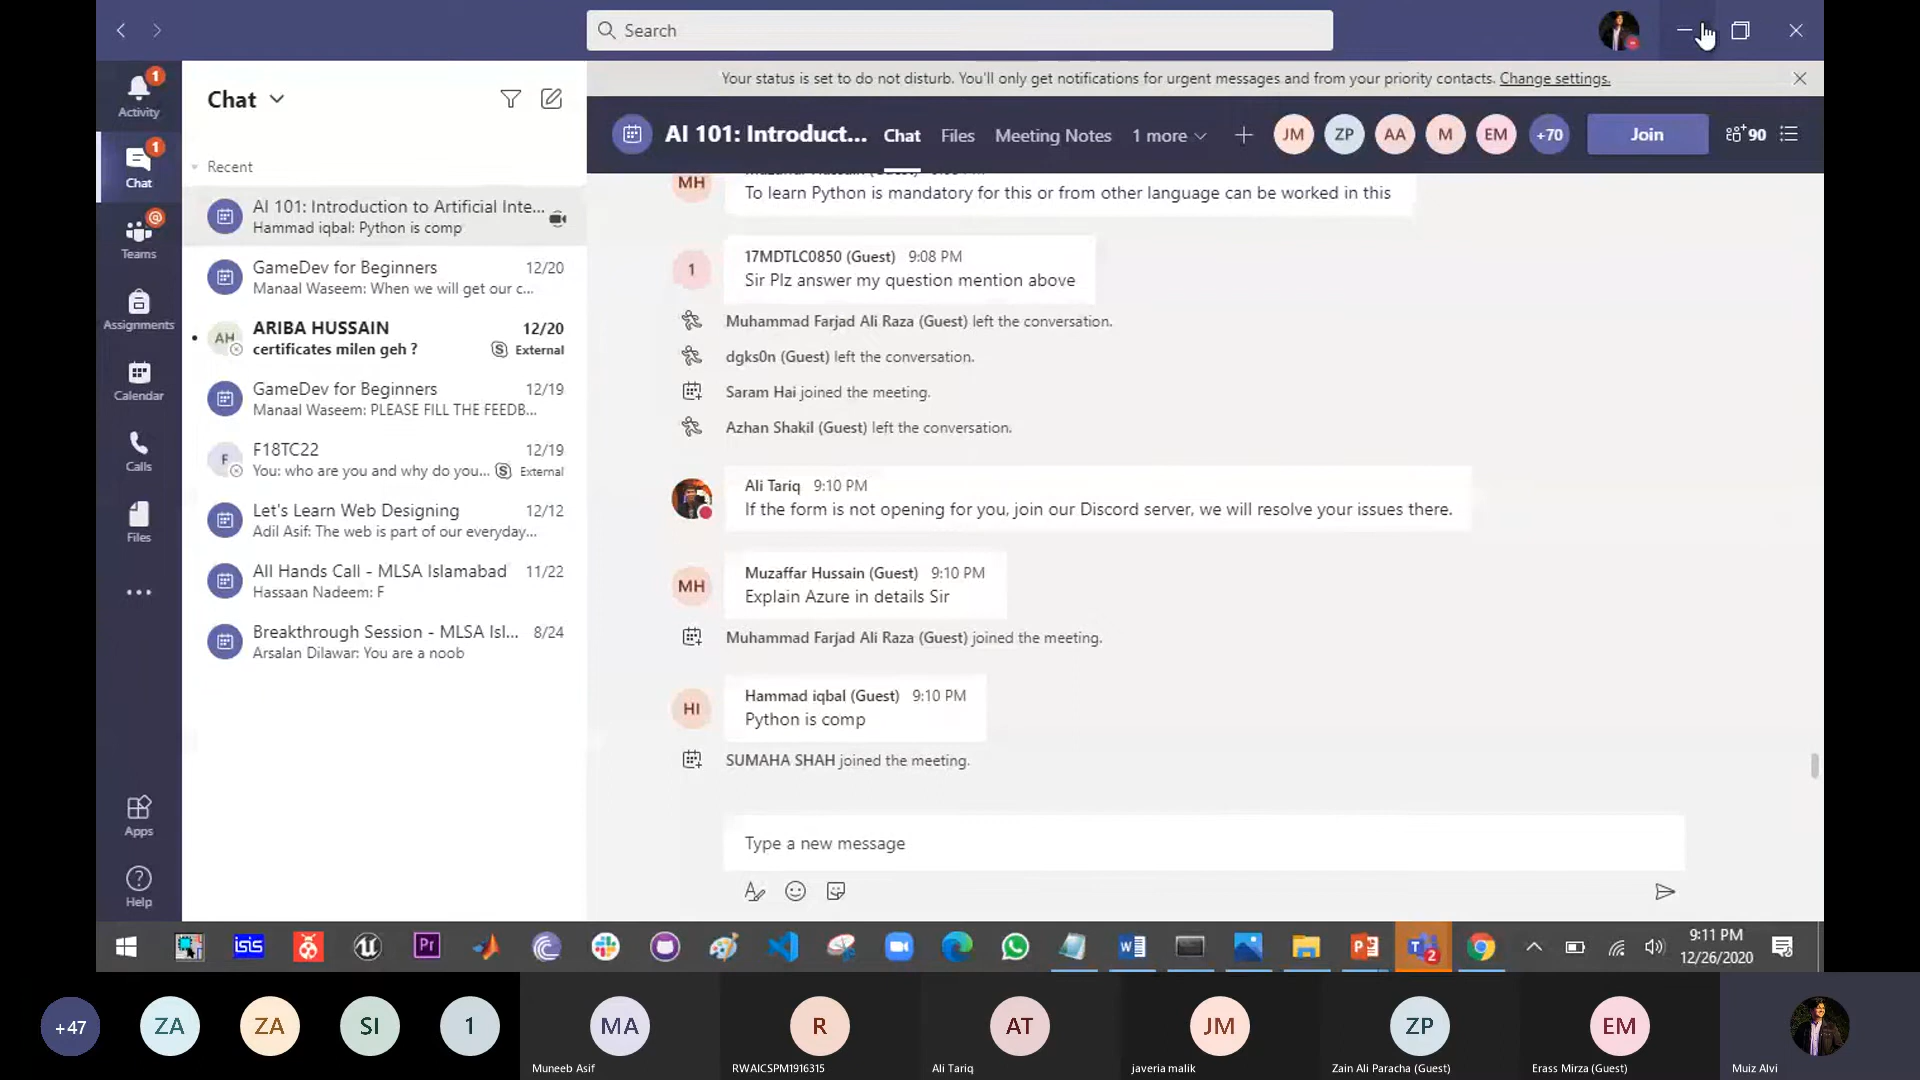 Search
Your status is set to do not disturb. You'll only get notifications for urgent messages and from your priority contacts. Change settings.
1
Activity
1
Chat
Teams
Assignments
Calendar
Calls
Files
Apps
Help
Chat
Recent
AI 101: Introduction to Artificial Inte...
Hammad iqbal: Python is comp
GameDev for Beginners 12/20
Manaal Waseem: When we will get our c...
AH
ARIBA HUSSAIN 12/20
certificates milen geh ? External
GameDev for Beginners 12/19
Manaal Waseem: PLEASE FILL THE FEEDB...
F
F18TC22 12/19
You: who are you and why do you... External
Let's Learn Web Designing 12/12
Adil Asif: The web is part of our everyday...
All Hands Call - MLSA Islamabad 11/22
Hassaan Nadeem: F
Breakthrough Session - MLSA Isl... 8/24
Arsalan Dilawar: You are a noob
AI 101: Introduct... Chat Files Meeting Notes 1 more JM ZP AA M EM +70 Join 90
MH
To learn Python is mandatory for this or from other language can be worked in this
1
17MDTLC0850 (Guest) 9:08 PM
Sir Plz answer my question mention above
Muhammad Farjad Ali Raza (Guest) left the conversation.
dgks0n (Guest) left the conversation.
Saram Hai joined the meeting.
Azhan Shakil (Guest) left the conversation.
Ali Tariq 9:10 PM
If the form is not opening for you, join our Discord server, we will resolve your issues there.
MH
Muzaffar Hussain (Guest) 9:10 PM
Explain Azure in details Sir
Muhammad Farjad Ali Raza (Guest) joined the meeting.
HI
Hammad iqbal (Guest) 9:10 PM
Python is comp
SUMAHA SHAH joined the meeting.
Type a new message
isis Pr 2
9:11 PM
12/26/2020
+47 ZA ZA SI 1 MA R AT JM ZP EM
Muneeb Asif RWAICSPM1916315 Ali Tariq javeria malik Zain Ali Paracha (Guest) Erass Mirza (Guest) Muiz Alvi